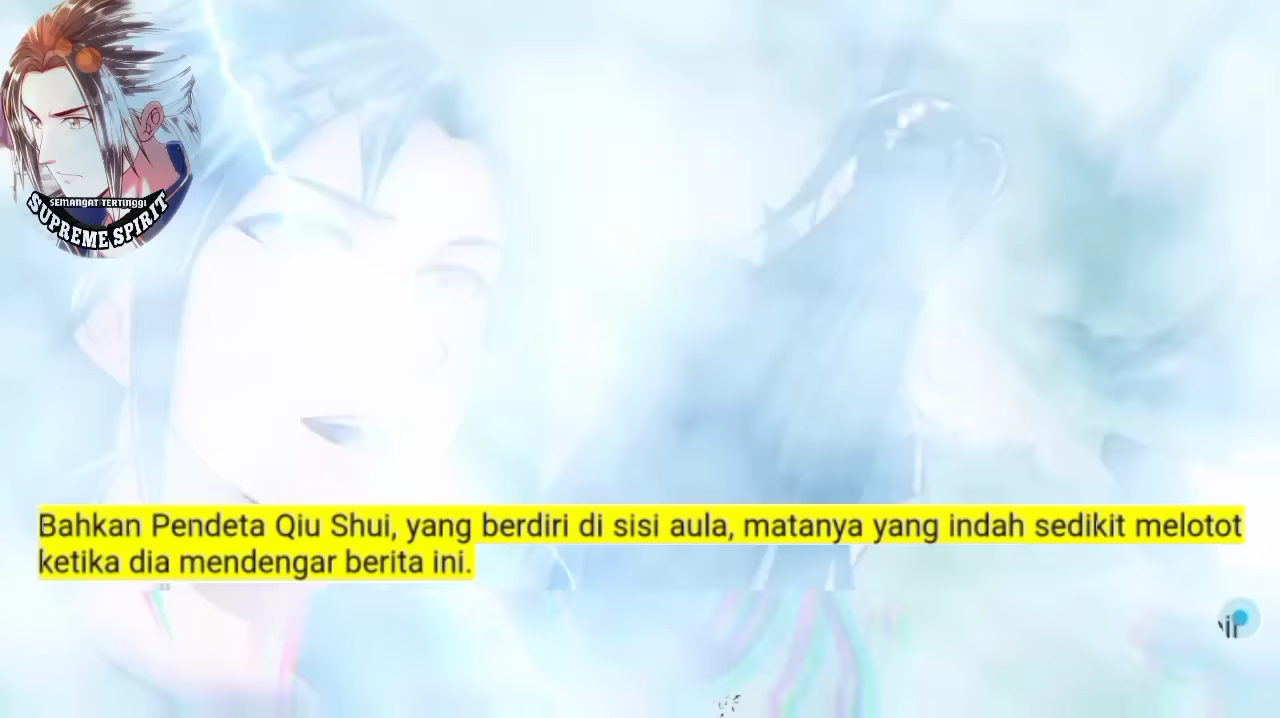 SEMANGAT TERTINGGI
SUPREME SPIRIT
Bahkan Pendeta Qiu Shui, yang berdiri di sisi aula, matanya yang indah sedikit melotot
ketika dia mendengar berita ini.